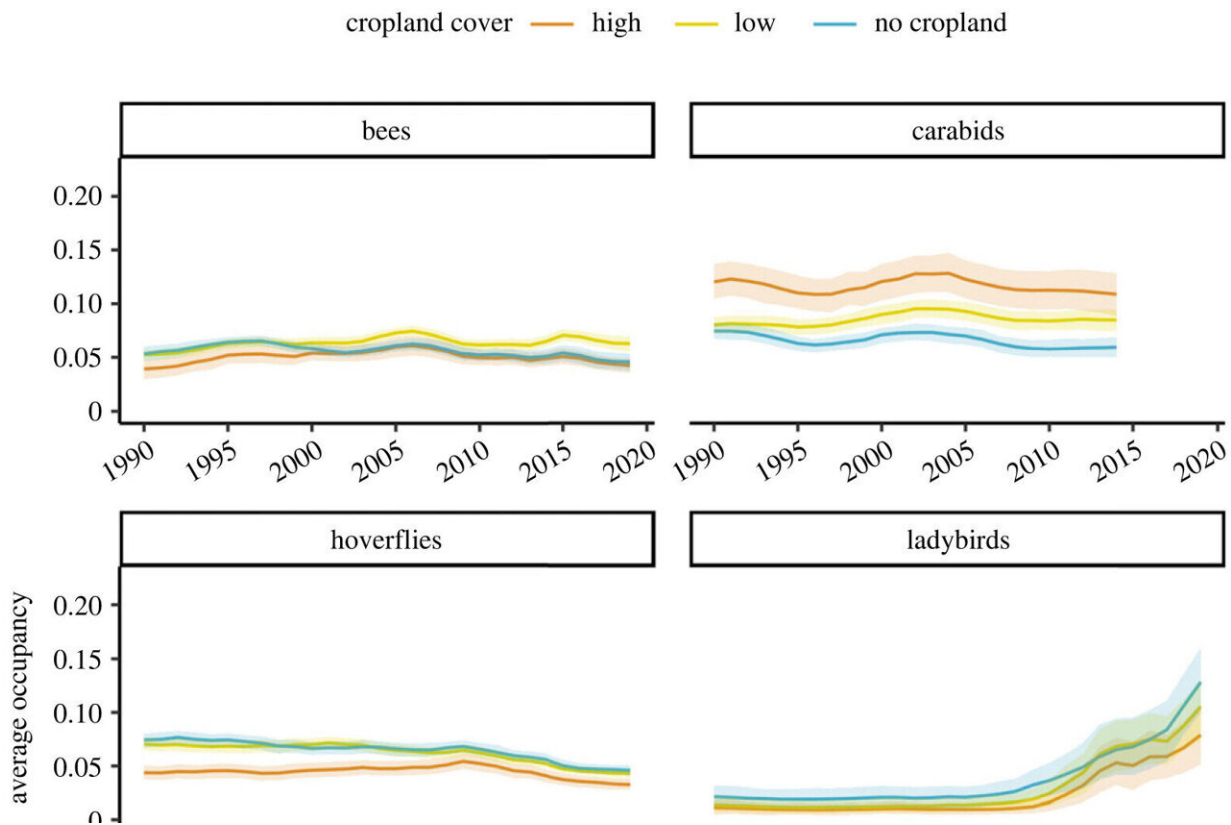 cropland cover high low no cropland
bees carabids
0.20
0.15
0.10
0.05
0
1990 1995 2000 2005 2010 2015 2020 1990 1995 2000 2005 2010 2015 2020
hoverflies ladybirds
average occupancy
0.20
0.15
0.10
0.05
0